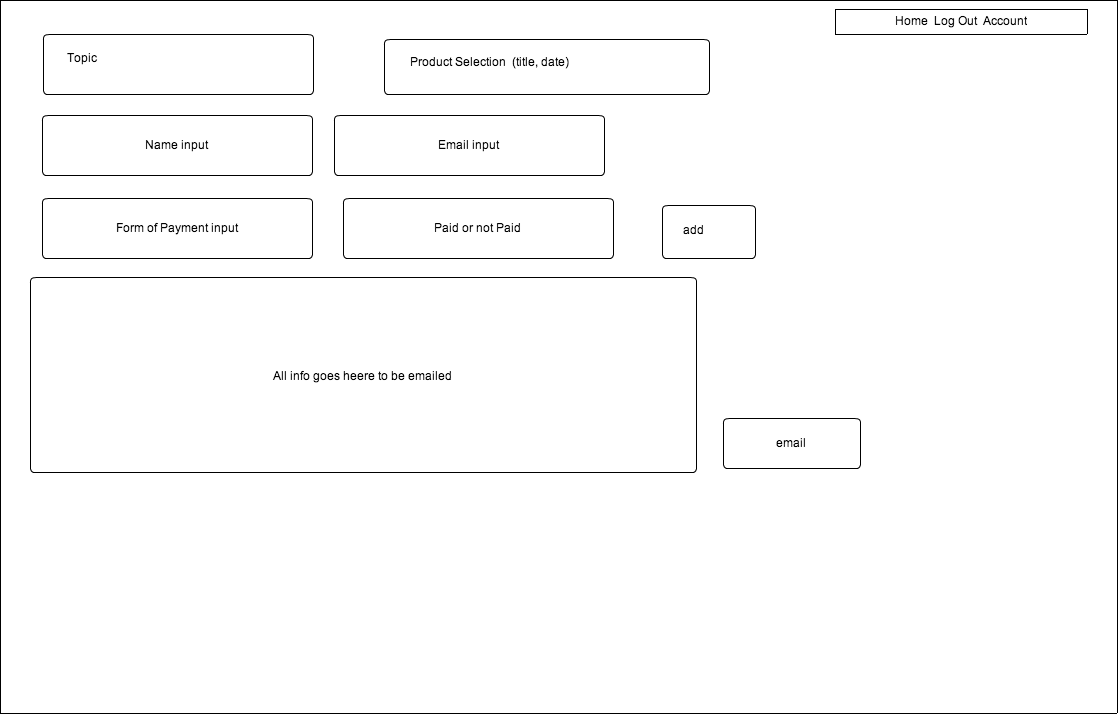 Home Log Out Account
Topic
Product Selection (title, date)
Name input
Email input
Form of Payment input
Paid or not Paid
add
All info goes heere to be emailed
email